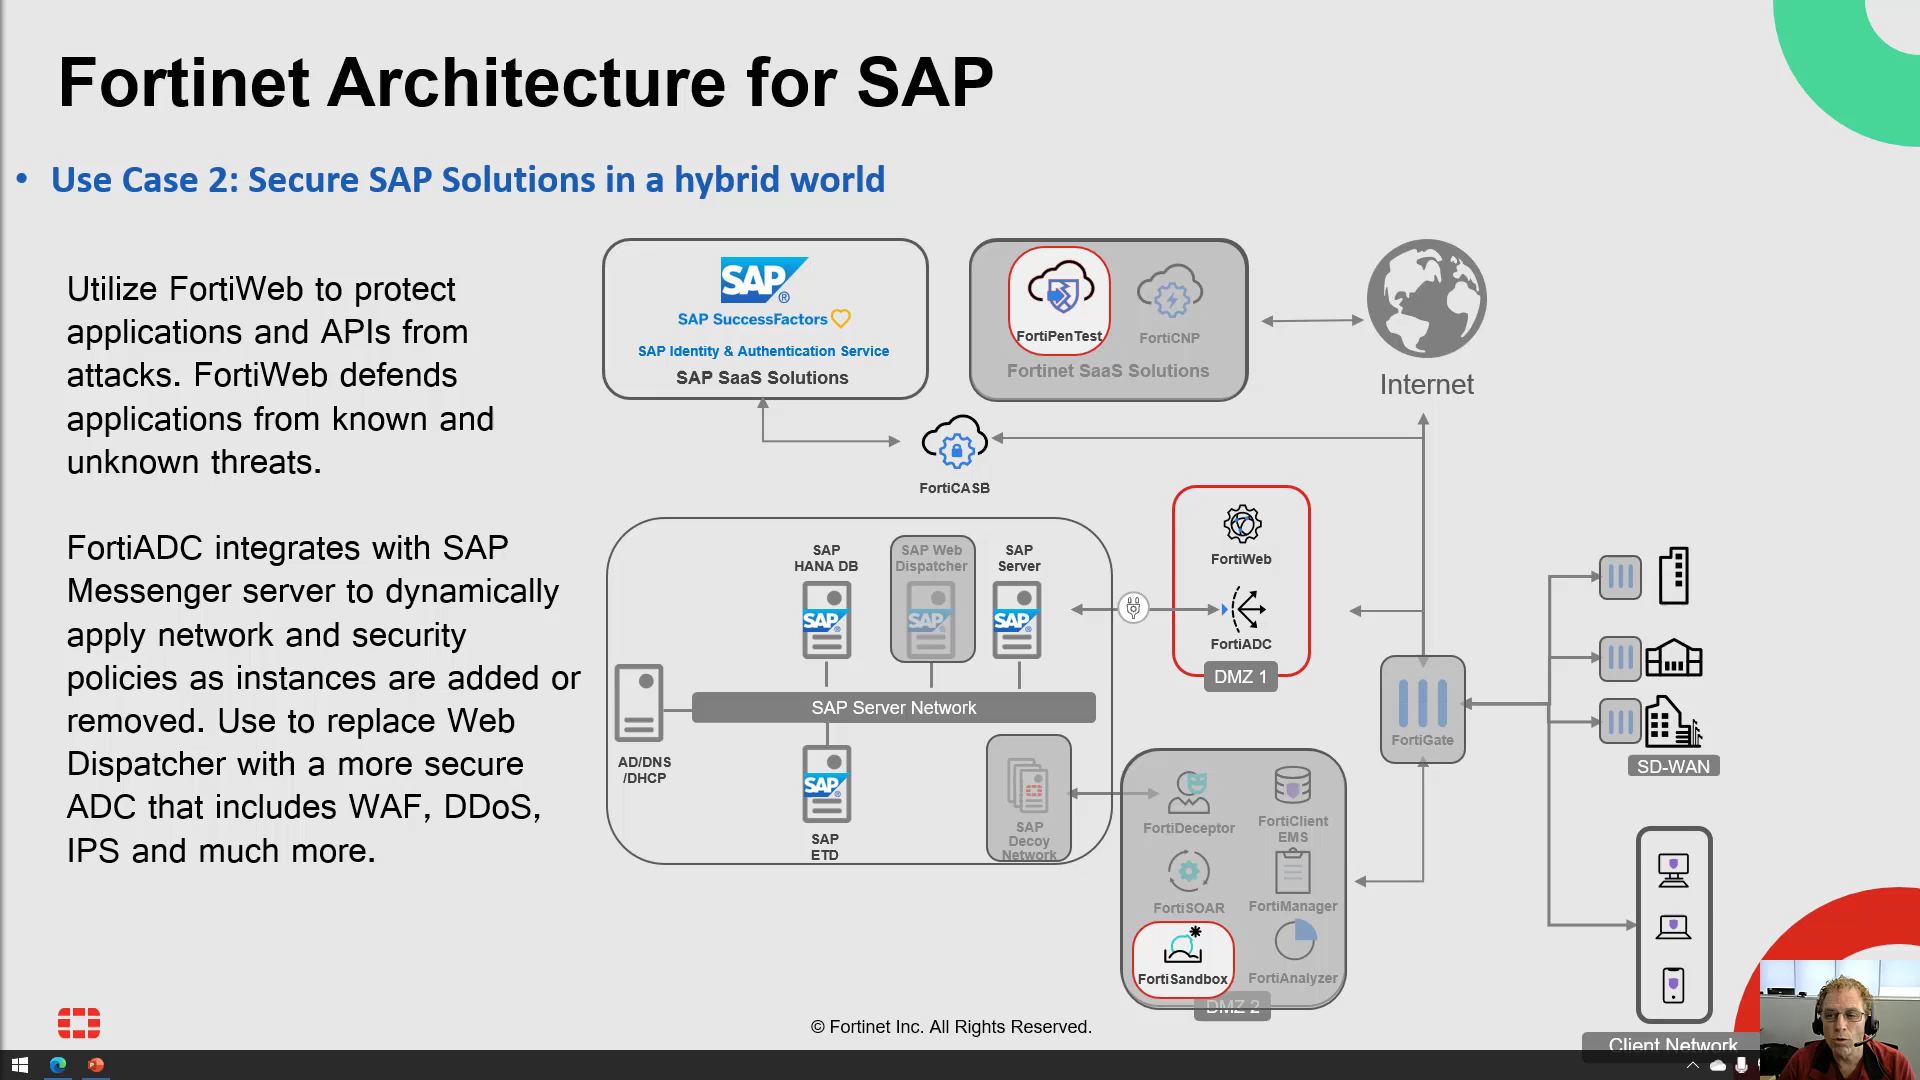 Fortinet Architecture for SAP
• Use Case 2: Secure SAP Solutions in a hybrid world
Utilize FortiWeb to protect
applications and APIs from
attacks. FortiWeb defends
applications from known and
unknown threats.
FortiADC integrates with SAP
Messenger server to dynamically
apply network and security
policies as instances are added or
removed. Use to replace Web
Dispatcher with a more secure
ADC that includes WAF, DDoS,
IPS and much more.
SAP®
SAP SuccessFactors
SAP Identity & Authentication Service
SAP SaaS Solutions
FortiPenTest
FortiCNP
Fortinet SaaS Solutions
Internet
FortiCASB
SAP
HANA DB
SAP®
SAP Web
Dispatcher
SAP®
SAP
Server
SAP®
FortiWeb
FortiADC
DMZ 1
SAP Server Network
AD/DNS
/DHCP
SAP®
SAP
ETD
SAP
Decoy
Network
FortiGate
SD-WAN
FortiDeceptor
FortiClient
EMS
FortiSOAR
FortiManager
FortiSandbox
FortiAnalyzer
DMZ 2
Client Network
© Fortinet Inc. All Rights Reserved.